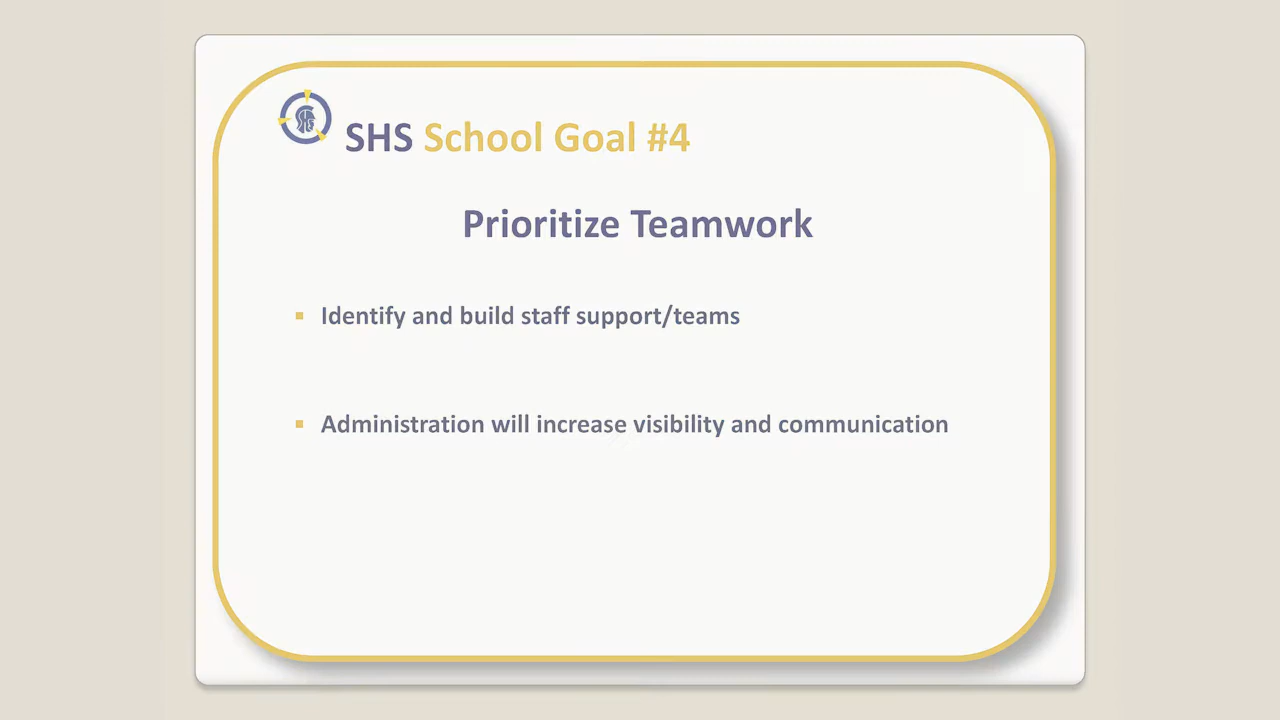 SHS School Goal #4
Prioritize Teamwork
Identify and build staff support/teams
Administration will increase visibility and communication